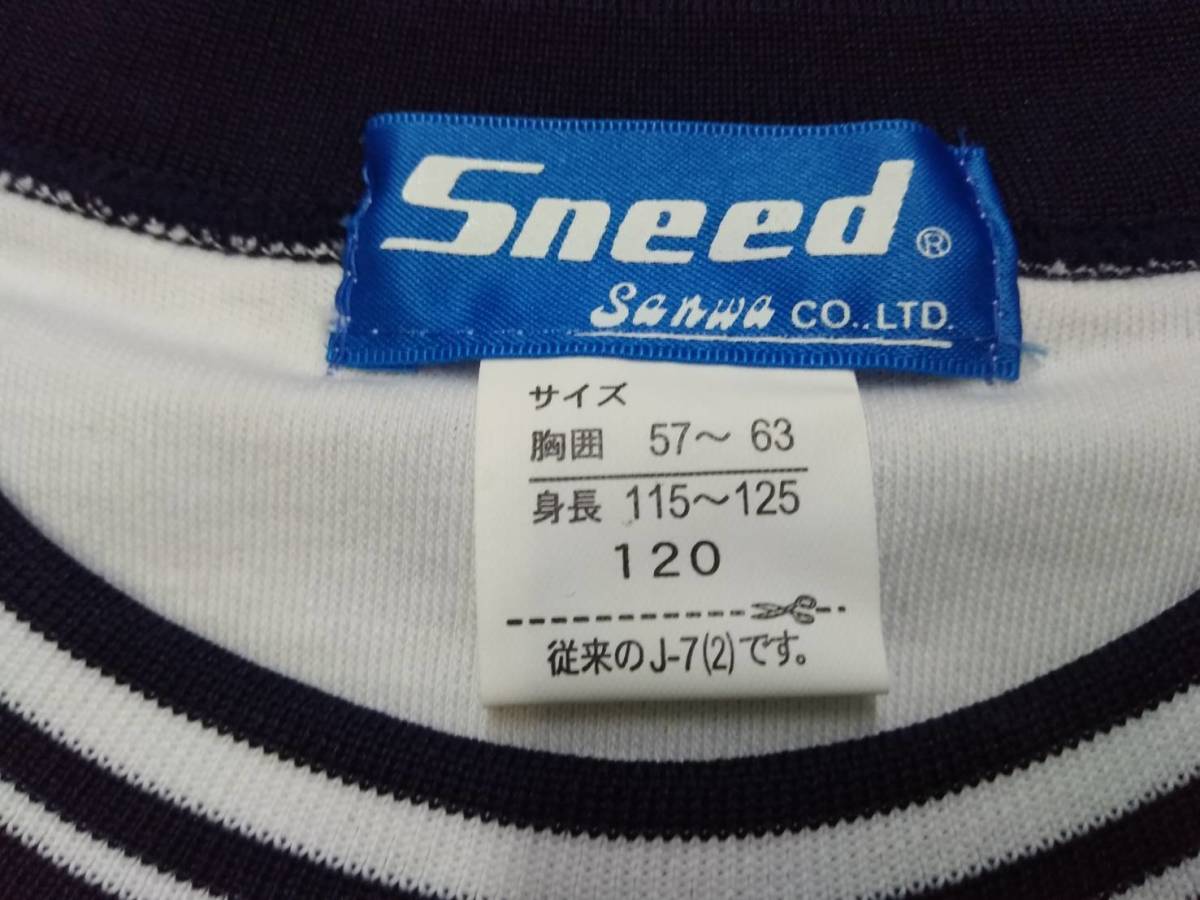 Sneed®
Sanwa CO.,LTD.
サイズ
胸囲 57～63
身長 115～125
120
従来のJ-7(2)です。